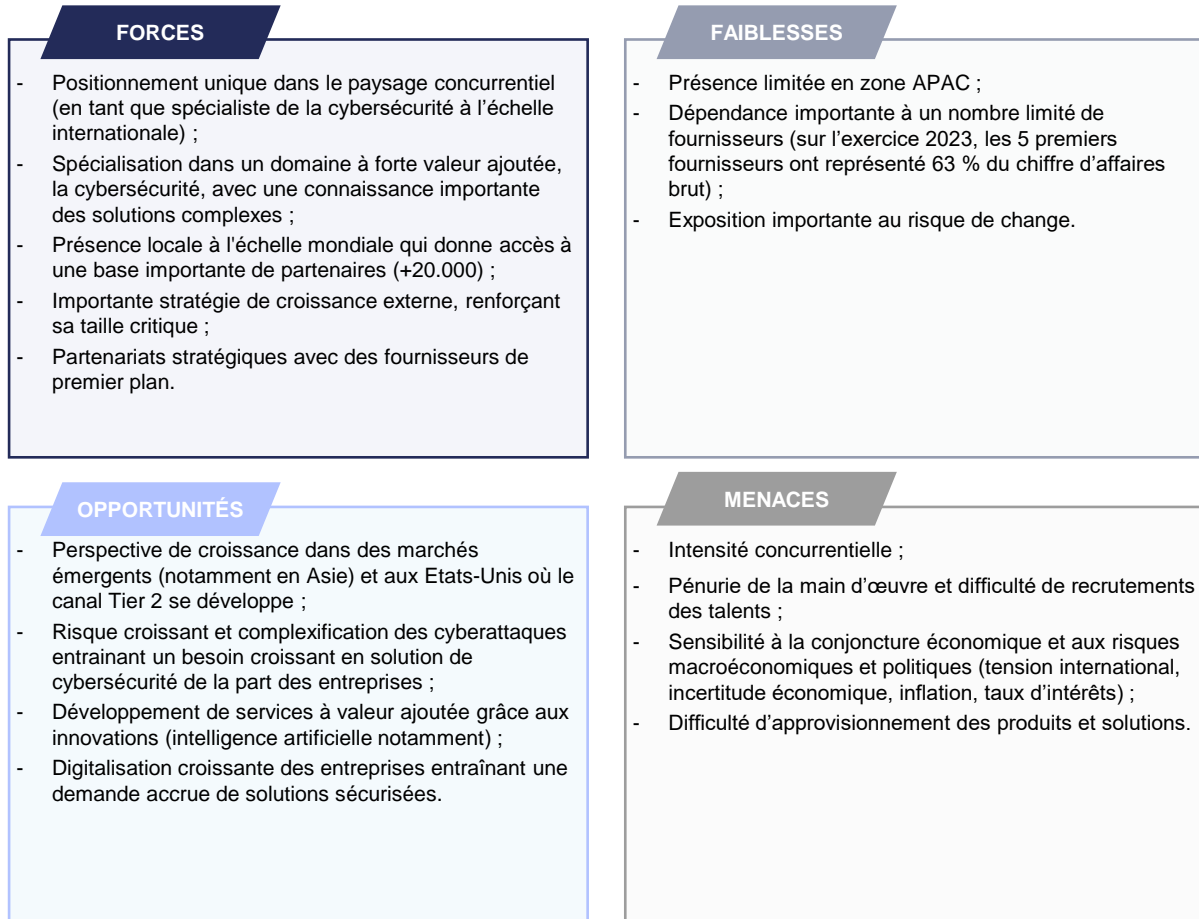 FORCES
- Positionnement unique dans le paysage concurrentiel
(en tant que spécialiste de la cybersécurité à l'échelle
internationale) ;
- Spécialisation dans un domaine à forte valeur ajoutée,
la cybersécurité, avec une connaissance importante
des solutions complexes ;
- Présence locale à l'échelle mondiale qui donne accès à
une base importante de partenaires (+20.000) ;
- Importante stratégie de croissance externe, renforçant
sa taille critique ;
- Partenariats stratégiques avec des fournisseurs de
premier plan.
FAIBLESSES
- Présence limitée en zone APAC ;
- Dépendance importante à un nombre limité de
fournisseurs (sur l'exercice 2023, les 5 premiers
fournisseurs ont représenté 63 % du chiffre d'affaires
brut) ;
- Exposition importante au risque de change.
OPPORTUNITÉS
- Perspective de croissance dans des marchés
émergents (notamment en Asie) et aux Etats-Unis où le
canal Tier 2 se développe ;
- Risque croissant et complexification des cyberattaques
entrainant un besoin croissant en solution de
cybersécurité de la part des entreprises ;
- Développement de services à valeur ajoutée grâce aux
innovations (intelligence artificielle notamment) ;
- Digitalisation croissante des entreprises entraînant une
demande accrue de solutions sécurisées.
MENACES
- Intensité concurrentielle ;
- Pénurie de la main d'œuvre et difficulté de recrutements
des talents ;
- Sensibilité à la conjoncture économique et aux risques
macroéconomiques et politiques (tension international,
incertitude économique, inflation, taux d'intérêts) ;
- Difficulté d'approvisionnement des produits et solutions.